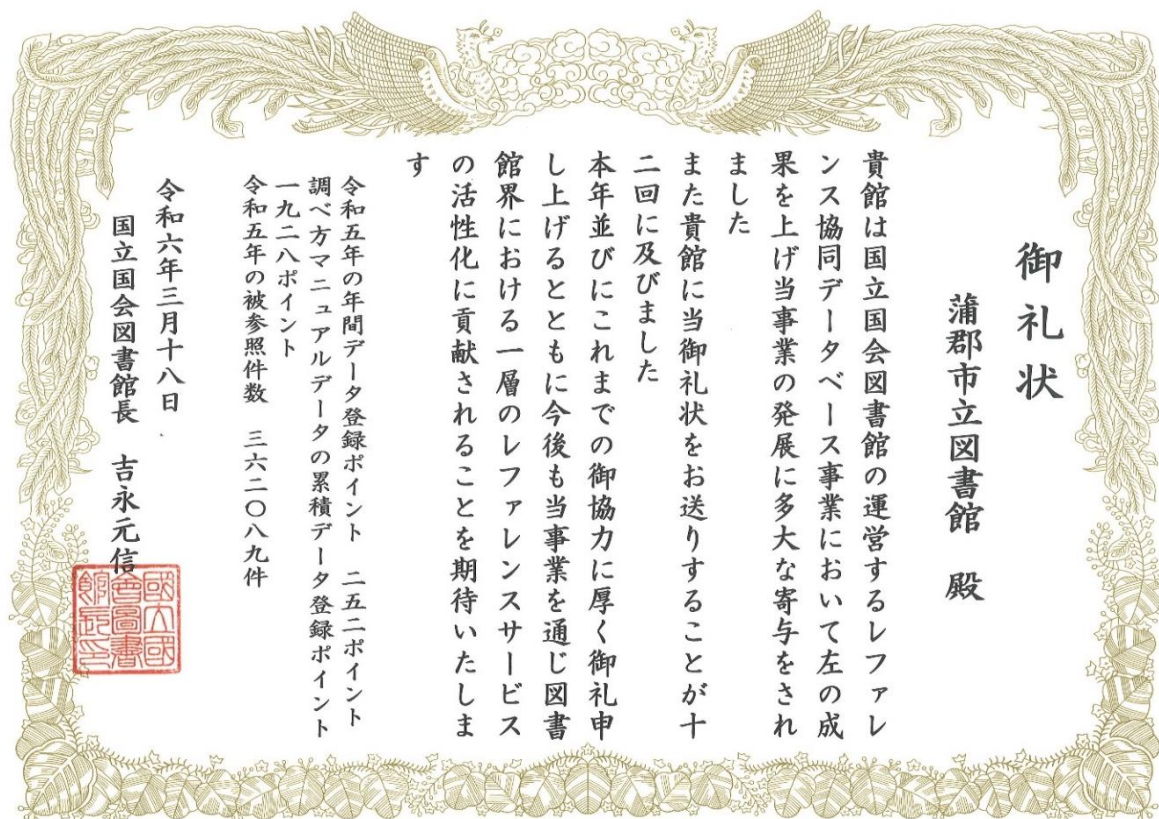 御礼状
蒲郡市立図書館　殿
貴館は国立国会図書館の運営するレファレ
ンス協同データベース事業において左の成
果を上げ当事業の発展に多大な寄与をされ
ました
また貴館に当御礼状をお送りすることが十
二回に及びました
本年並びにこれまでの御協力に厚く御礼申
し上げるとともに今後も当事業を通じ図書
館界における一層のレファレンスサービス
の活性化に貢献されることを期待いたしま
す
令和五年の年間データ登録ポイント　二五二ポイント
調べ方マニュアルデータの累積データ登録ポイント
一九二八ポイント
令和五年の被参照件数　三六二〇八九件
令和六年三月十八日
国立国会図書館長　吉永元信
國立國
會圖書
館長印